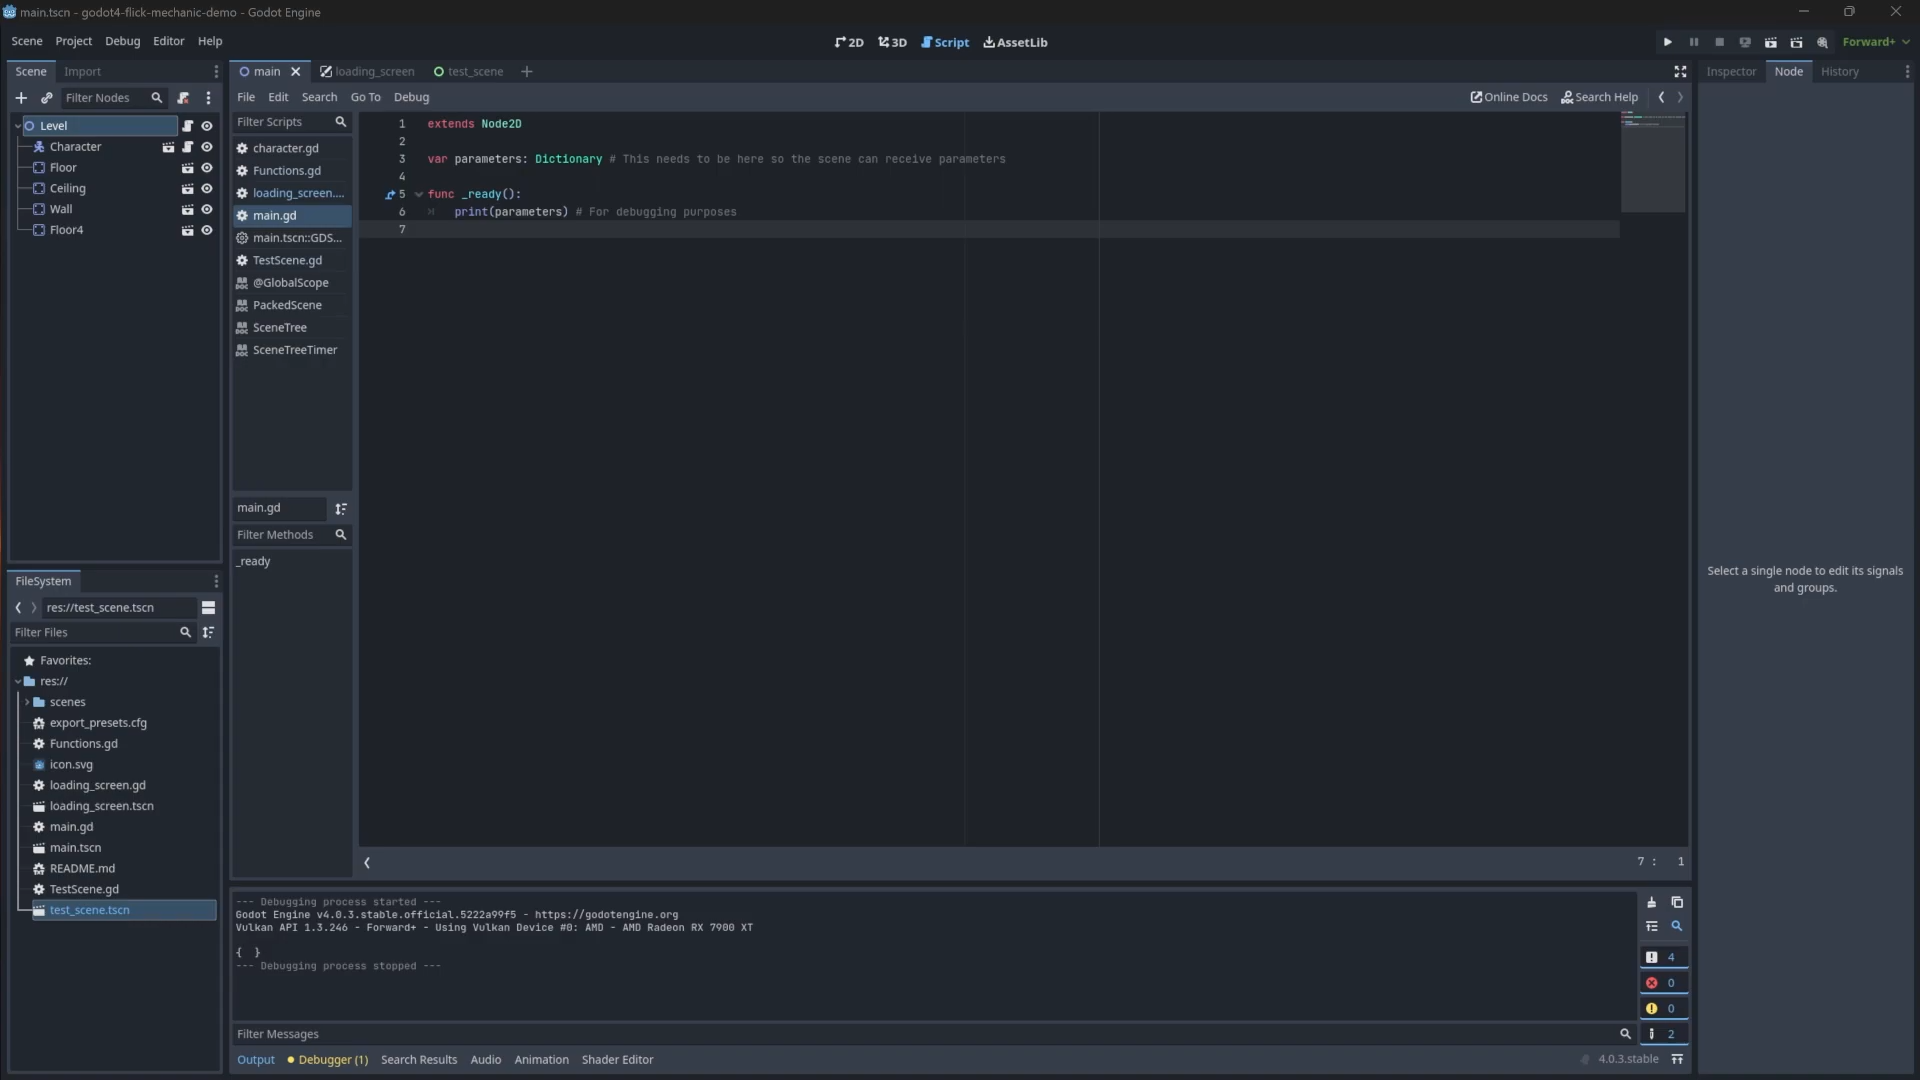 main.tscn - godot4-flick-mechanic-demo - Godot Engine
Scene Project Debug Editor Help
2D 3D Script AssetLib
Forward+
Scene Import
main loading_screen test_scene
Inspector Node History
Filter Nodes
File Edit Search Go To Debug
Online Docs Search Help
Level
Character
Floor
Ceiling
Wall
Floor4
Filter Scripts
character.gd
Functions.gd
loading_screen....
main.gd
main.tscn::GDS...
TestScene.gd
@GlobalScope
PackedScene
SceneTree
SceneTreeTimer
main.gd
Filter Methods
_ready
1 extends Node2D
2
3 var parameters: Dictionary # This needs to be here so the scene can receive parameters
4
5 func _ready():
6 print(parameters) # For debugging purposes
7
7 : 1
Select a single node to edit its signals
and groups.
FileSystem
res://test_scene.tscn
Filter Files
Favorites:
res://
scenes
export_presets.cfg
Functions.gd
icon.svg
loading_screen.gd
loading_screen.tscn
main.gd
main.tscn
README.md
TestScene.gd
test_scene.tscn
--- Debugging process started ---
Godot Engine v4.0.3.stable.official.5222a99f5 - https://godotengine.org
Vulkan API 1.3.246 - Forward+ - Using Vulkan Device #0: AMD - AMD Radeon RX 7900 XT
{ }
--- Debugging process stopped ---
4
0
0
2
Filter Messages
Output Debugger (1) Search Results Audio Animation Shader Editor
4.0.3.stable